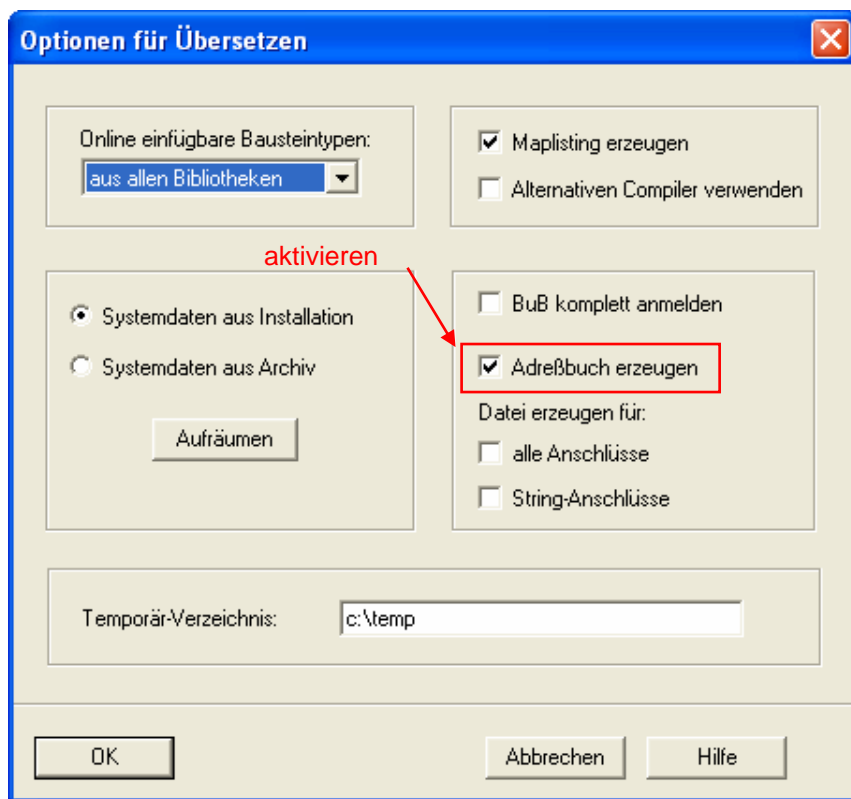 Optionen für Übersetzen
Online einfügbare Bausteintypen:
aus allen Bibliotheken
Maplisting erzeugen
Alternativen Compiler verwenden
aktivieren
Systemdaten aus Installation
Systemdaten aus Archiv
Aufräumen
BuB komplett anmelden
Adreßbuch erzeugen
Datei erzeugen für:
alle Anschlüsse
String-Anschlüsse
Temporär-Verzeichnis:
c:\temp
OK
Abbrechen
Hilfe